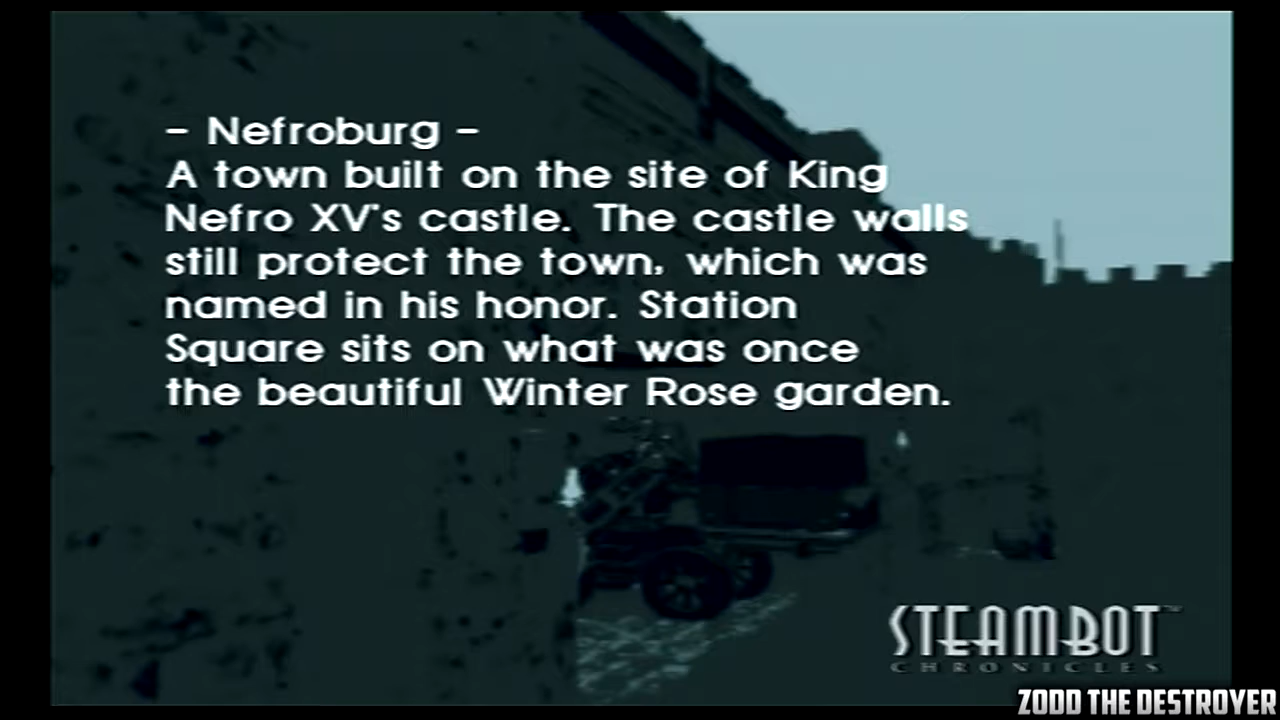 - Nefroburg -
A town built on the site of King
Nefro XV's castle. The castle walls
still protect the town, which was
named in his honor. Station
Square sits on what was once
the beautiful Winter Rose garden.
STEAMBOT™
CHRONICLES
ZODD THE DESTROYER